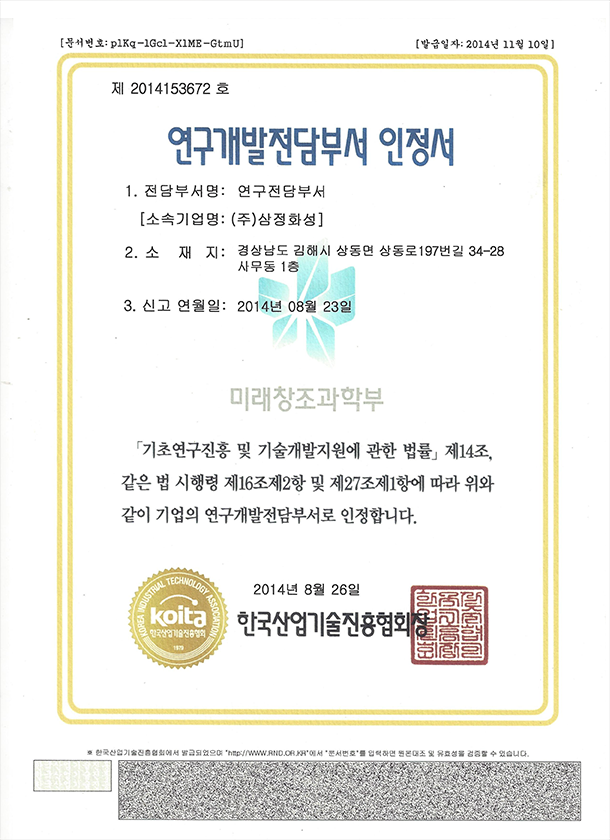 [문서번호: p1Kq-1Gc1-X1ME-GtmU] [발급일자: 2014년 11월 10일]
제 2014153672 호
연구개발전담부서 인정서
1. 전담부서명: 연구전담부서
[소속기업명: (주)삼정화성]
2. 소 재 지: 경상남도 김해시 상동면 상동로197번길 34-28
사무동 1층
3. 신고 연월일: 2014년 08월 23일
미래창조과학부
「기초연구진흥 및 기술개발지원에 관한 법률」 제14조,
같은 법 시행령 제16조제2항 및 제27조제1항에 따라 위와
같이 기업의 연구개발전담부서로 인정합니다.
2014년 8월 26일
KOREA INDUSTRIAL TECHNOLOGY ASSOCIATION
koita
한국산업기술진흥협회
1979
한국산업기술진흥협회장
※ 한국산업기술진흥협회에서 발급되었으며 "http://WWW.RND.OR.KR"에서 "문서번호"를 입력하면 원본대조 및 유효성을 검증할 수 있습니다.